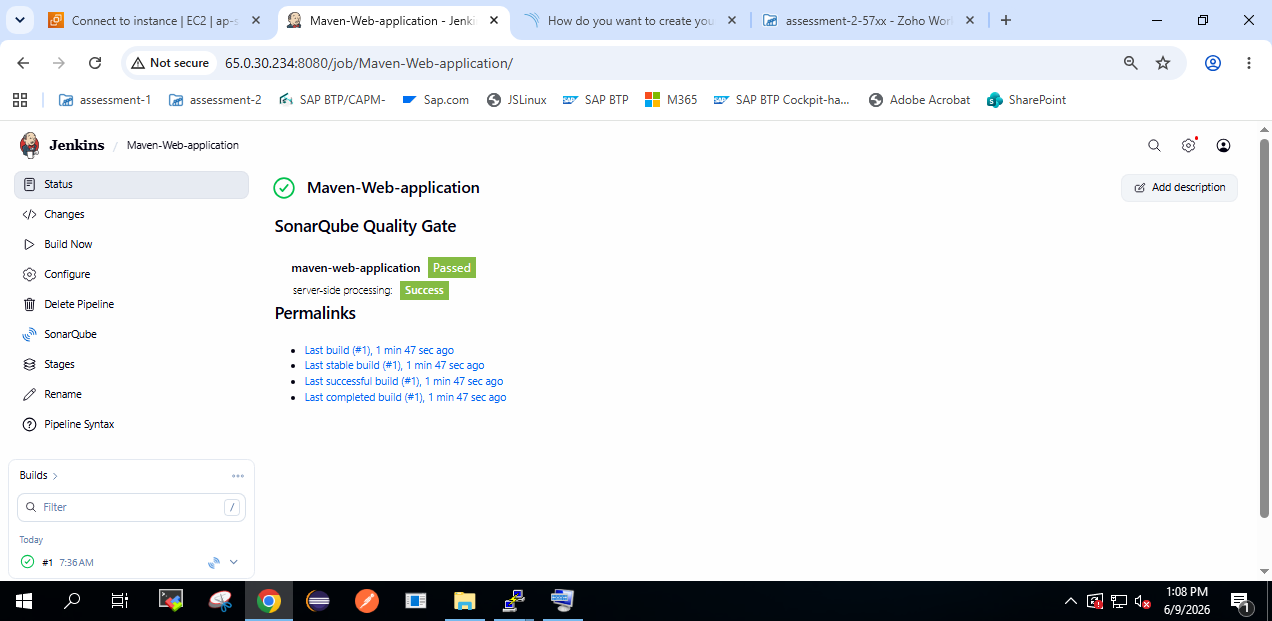 Connect to instance | EC2 | ap-s
Maven-Web-application - Jenki
How do you want to create you
assessment-2-57xx - Zoho Wor
Not secure
65.0.30.234:8080/job/Maven-Web-application/
assessment-1
assessment-2
SAP BTP/CAPM-
Sap.com
JSLinux
SAP BTP
M365
SAP BTP Cockpit-ha...
Adobe Acrobat
SharePoint
Jenkins / Maven-Web-application
Status
Changes
Build Now
Configure
Delete Pipeline
SonarQube
Stages
Rename
Pipeline Syntax
Builds
Filter /
Today
#1 7:36 AM
Maven-Web-application
Add description
SonarQube Quality Gate
maven-web-application Passed
server-side processing: Success
Permalinks
Last build (#1), 1 min 47 sec ago
Last stable build (#1), 1 min 47 sec ago
Last successful build (#1), 1 min 47 sec ago
Last completed build (#1), 1 min 47 sec ago
1:08 PM
6/9/2026
1